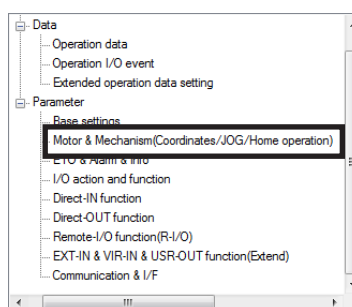 Data
Operation data
Operation I/O event
Extended operation data setting
Parameter
Base settings
Motor & Mechanism(Coordinates/JOG/Home operation)
ETO & Alarm & Info
I/O action and function
Direct-IN function
Direct-OUT function
Remote-I/O function(R-I/O)
EXT-IN & VIR-IN & USR-OUT function(Extend)
Communication & I/F